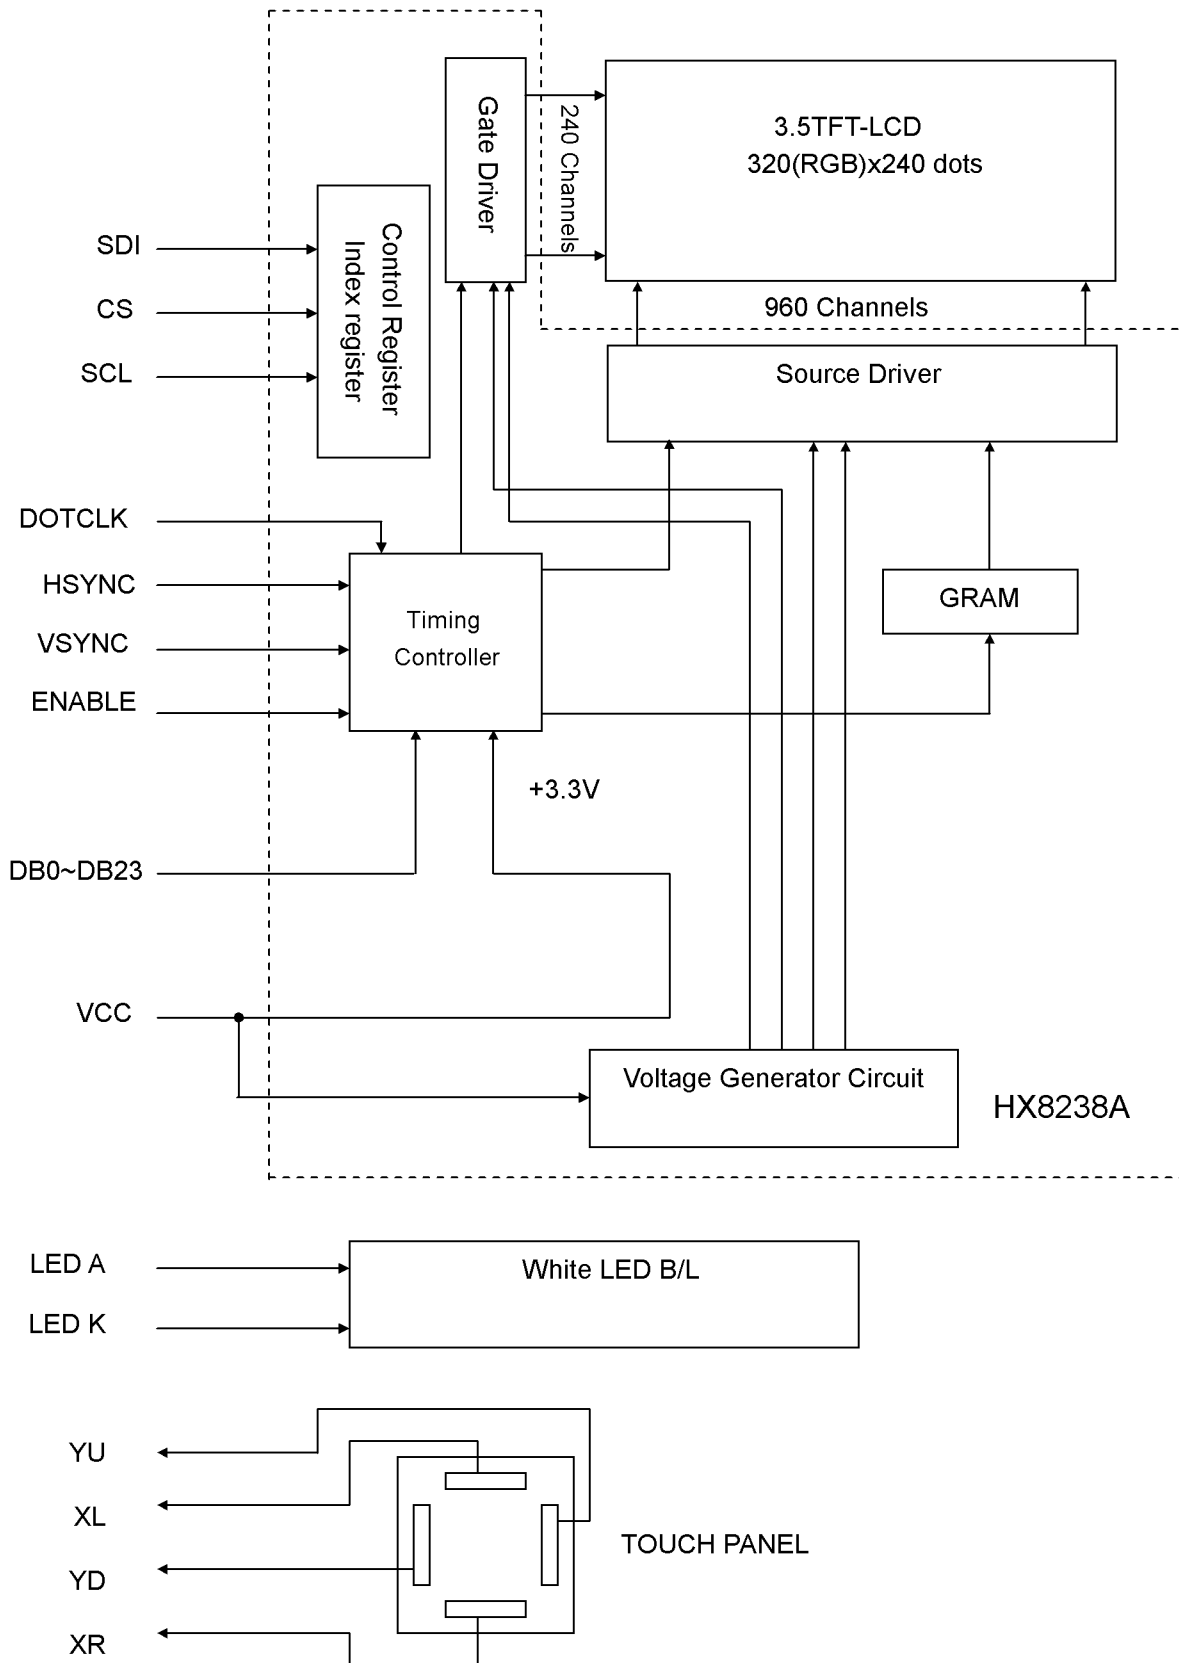 Gate Driver
240 Channels
3.5TFT-LCD
320(RGB)x240 dots
Control Register
Index register
SDI
CS
SCL
960 Channels
Source Driver
DOTCLK
HSYNC
VSYNC
ENABLE
Timing
Controller
GRAM
+3.3V
DB0~DB23
VCC
Voltage Generator Circuit
HX8238A
LED A
LED K
White LED B/L
YU
XL
YD
XR
TOUCH PANEL